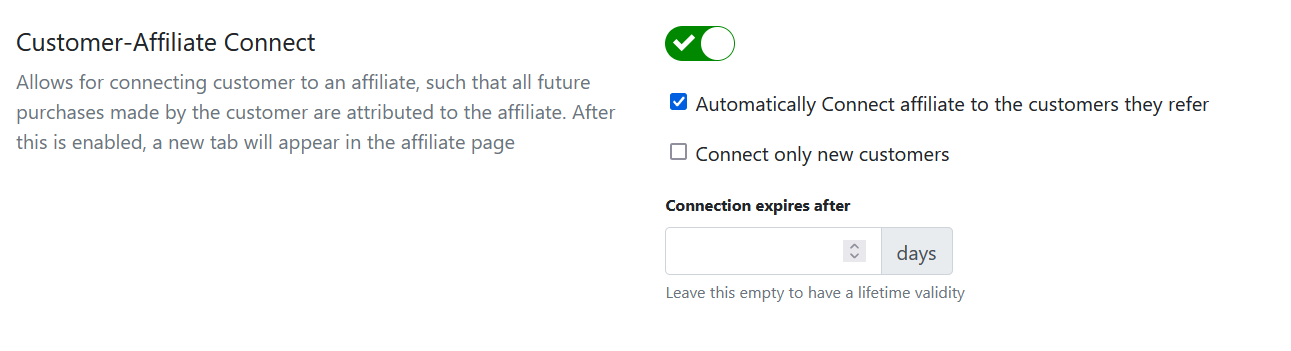 Customer-Affiliate Connect
Allows for connecting customer to an affiliate, such that all future
purchases made by the customer are attributed to the affiliate. After
this is enabled, a new tab will appear in the affiliate page
Automatically Connect affiliate to the customers they refer
Connect only new customers
Connection expires after
days
Leave this empty to have a lifetime validity